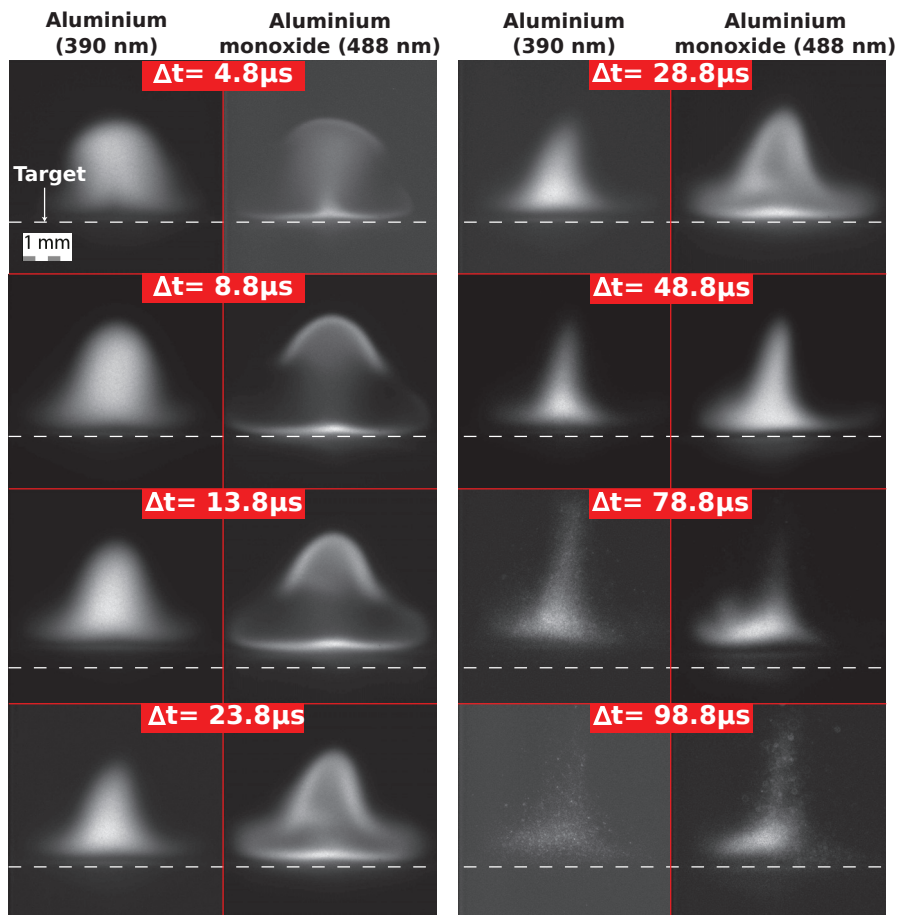 Aluminium
(390 nm)
Aluminium
monoxide (488 nm)
Aluminium
(390 nm)
Aluminium
monoxide (488 nm)
Δt= 4.8µs
Target
1 mm
Δt= 28.8µs
Δt= 8.8µs
Δt= 48.8µs
Δt= 13.8µs
Δt= 78.8µs
Δt= 23.8µs
Δt= 98.8µs